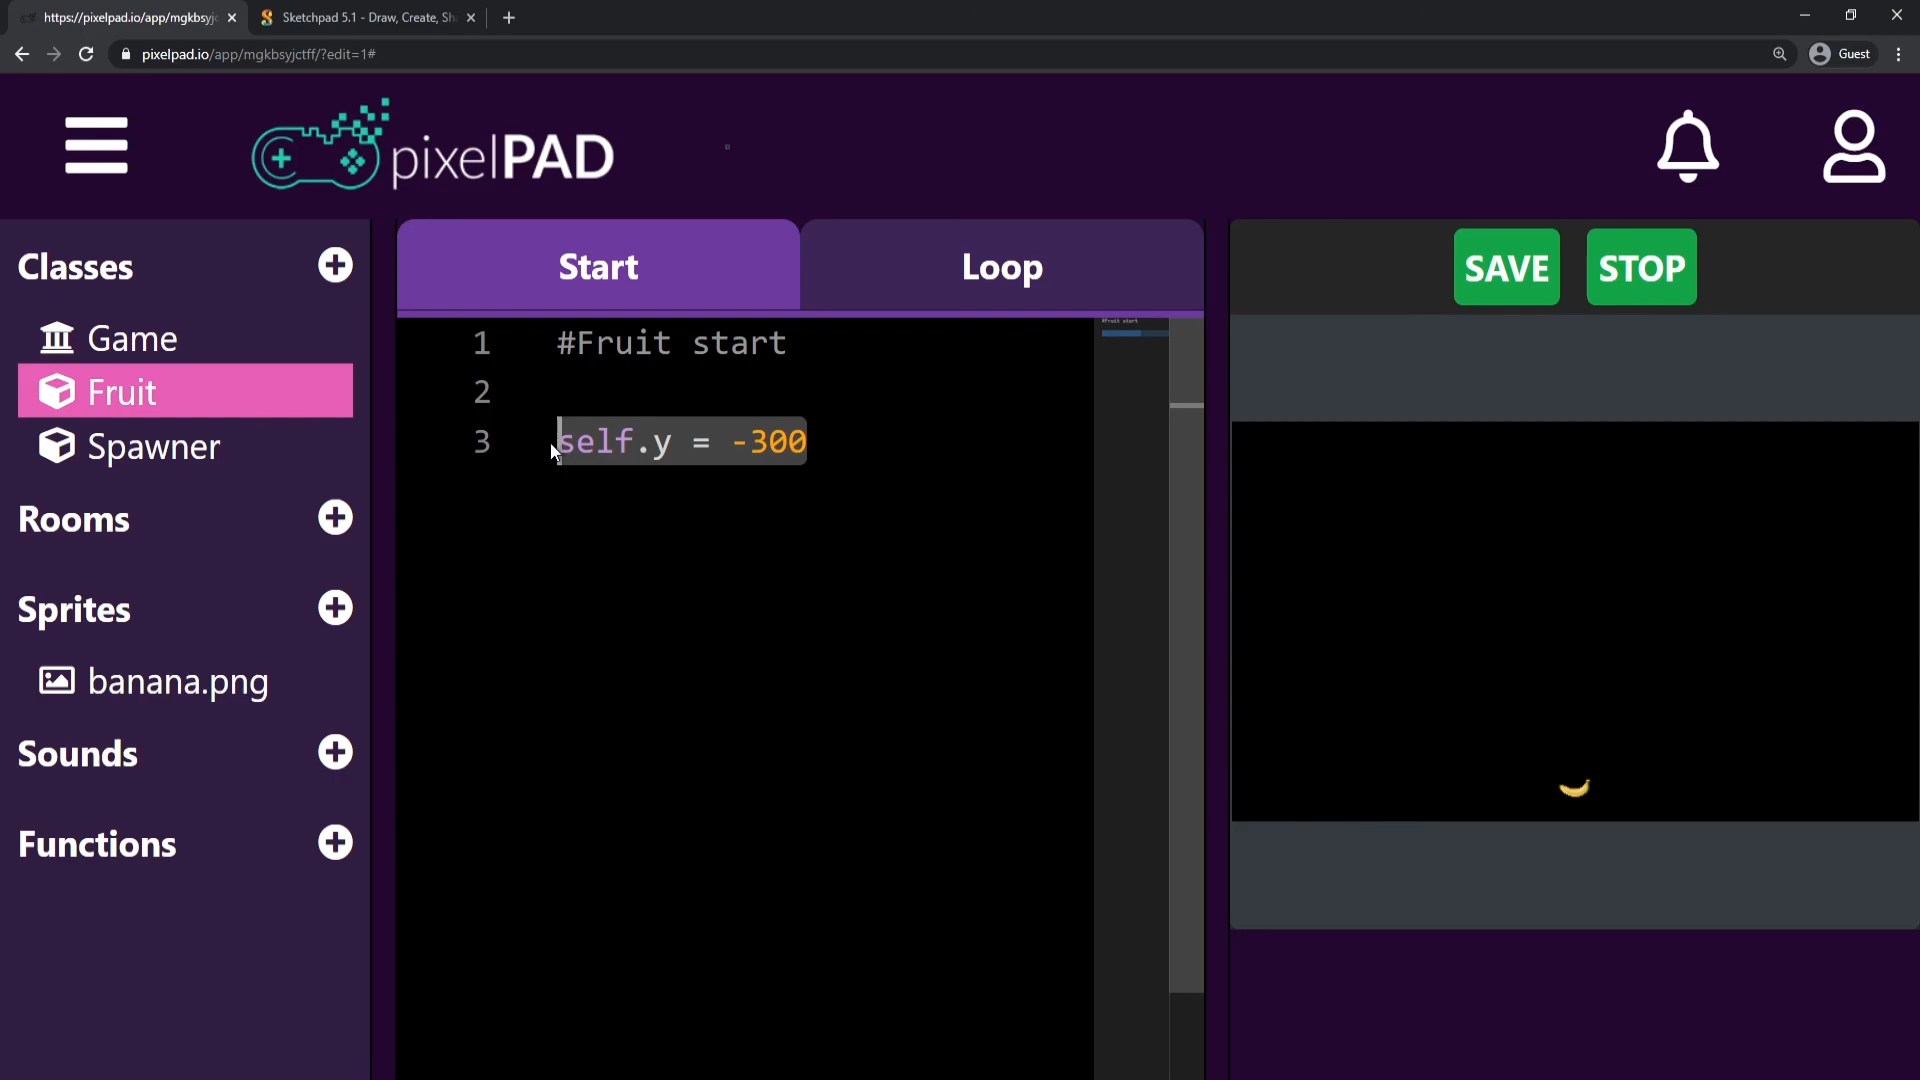 https://pixelpad.io/app/mgkbsyj
Sketchpad 5.1 - Draw, Create, Sh
pixelpad.io/app/mgkbsyjctff/?edit=1#
Guest
pixelPAD
Classes
Game
Fruit
Spawner
Rooms
Sprites
banana.png
Sounds
Functions
Start
Loop
1 #Fruit start
2
3 self.y = -300
#Fruit start
SAVE
STOP